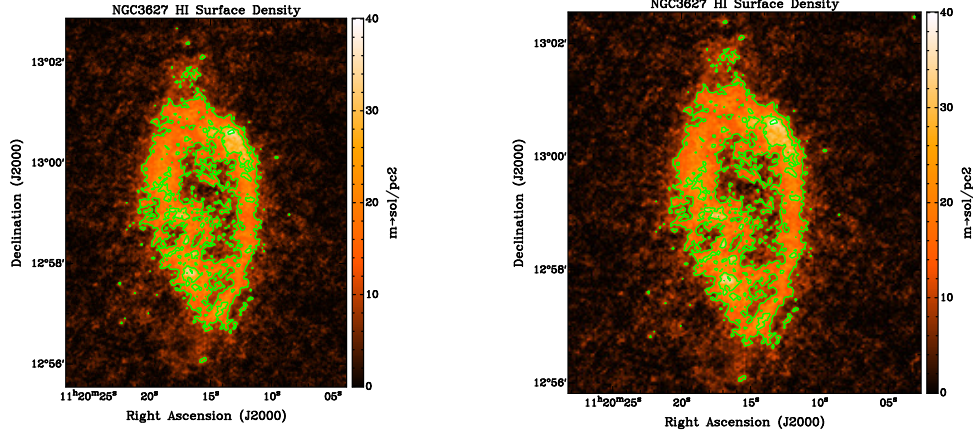 NGC3627 HI Surface Density
40
30
20
10
0
m→sol/pc2
13°02′
13°00′
12°58′
12°56′
Declination (J2000)
11ʰ20ᵐ25ˢ 20ˢ 15ˢ 10ˢ 05ˢ
Right Ascension (J2000)
NGC3627 HI Surface Density
40
30
20
10
0
m→sol/pc2
13°02′
13°00′
12°58′
12°56′
Declination (J2000)
11ʰ20ᵐ25ˢ 20ˢ 15ˢ 10ˢ 05ˢ
Right Ascension (J2000)